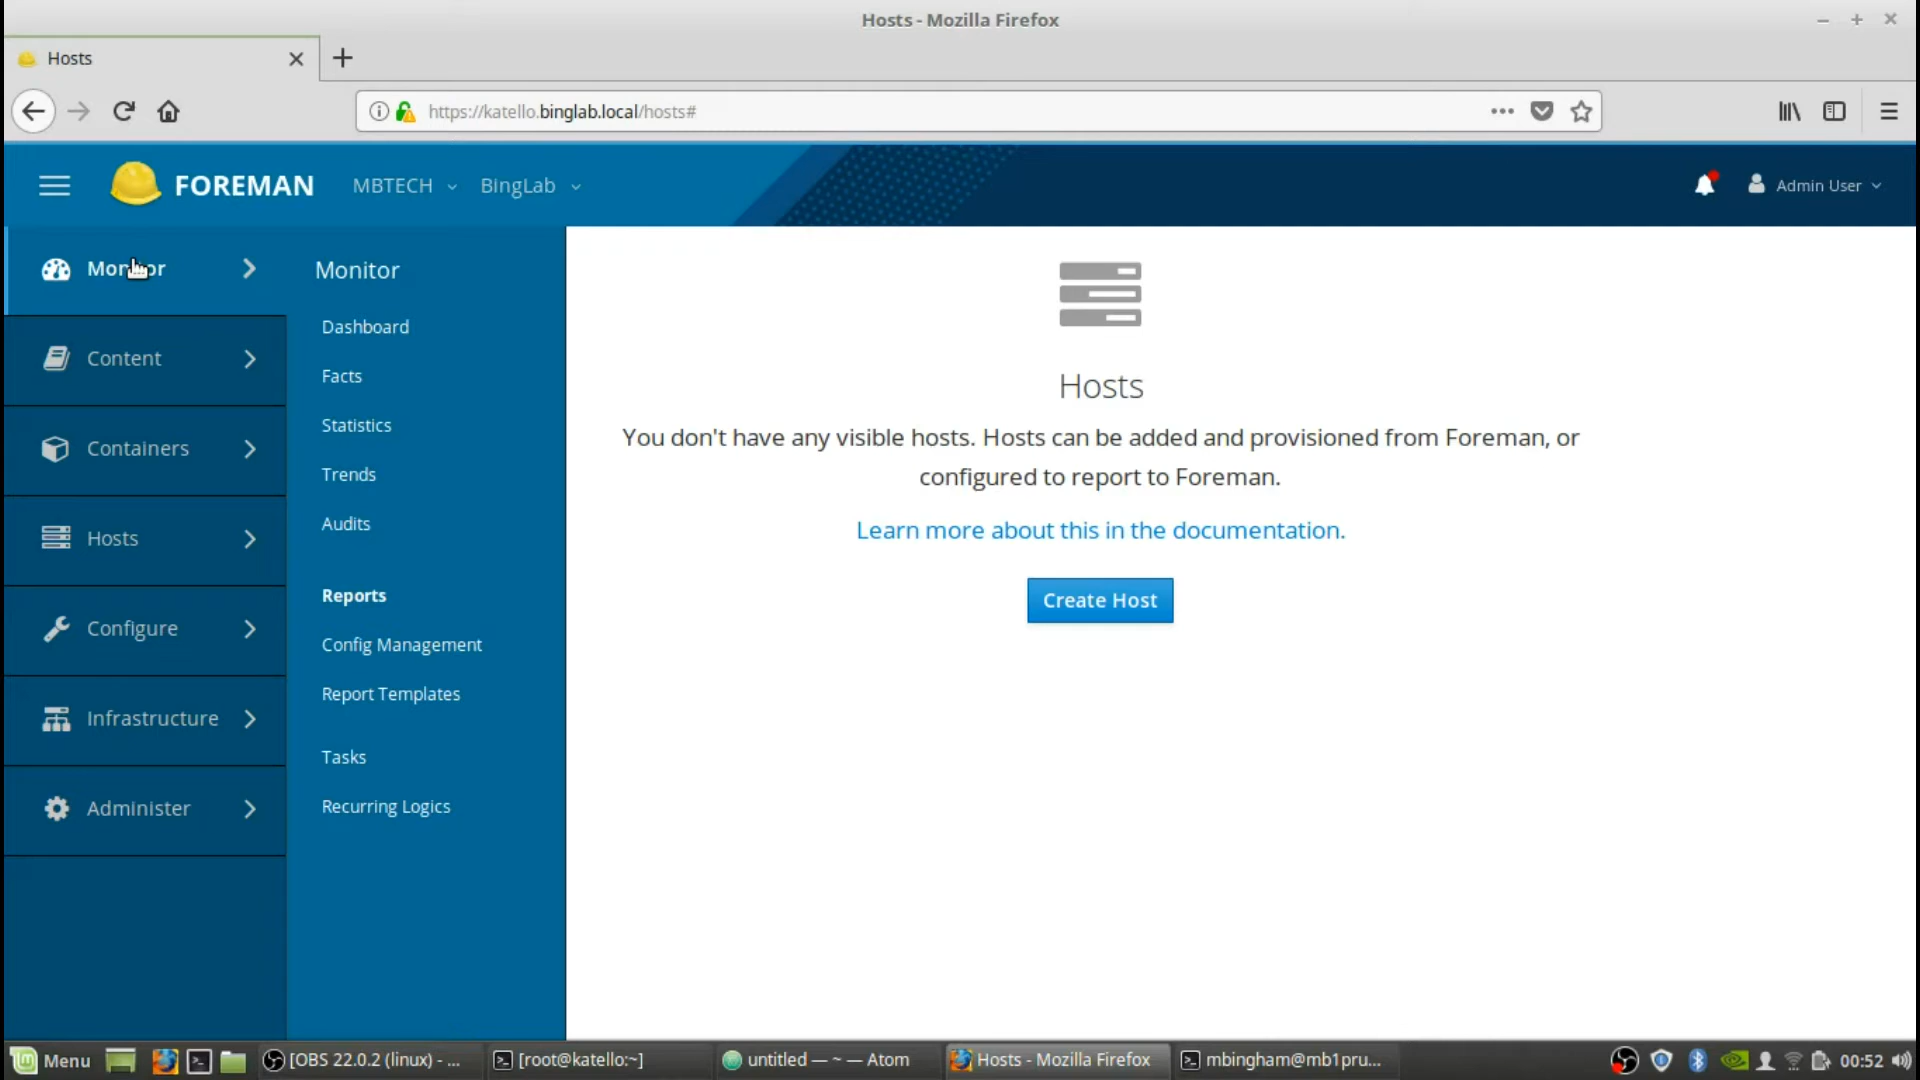 Hosts - Mozilla Firefox
Hosts
https://katello.binglab.local/hosts#
FOREMAN MBTECH BingLab Admin User
Monitor
Content
Containers
Hosts
Configure
Infrastructure
Administer
Monitor
Dashboard
Facts
Statistics
Trends
Audits
Reports
Config Management
Report Templates
Tasks
Recurring Logics
Hosts
You don't have any visible hosts. Hosts can be added and provisioned from Foreman, or
configured to report to Foreman.
Learn more about this in the documentation.
Create Host
Menu [OBS 22.0.2 (linux) - ... [root@katello:~] untitled — ~ — Atom Hosts - Mozilla Firefox mbingham@mb1pru... 00:52